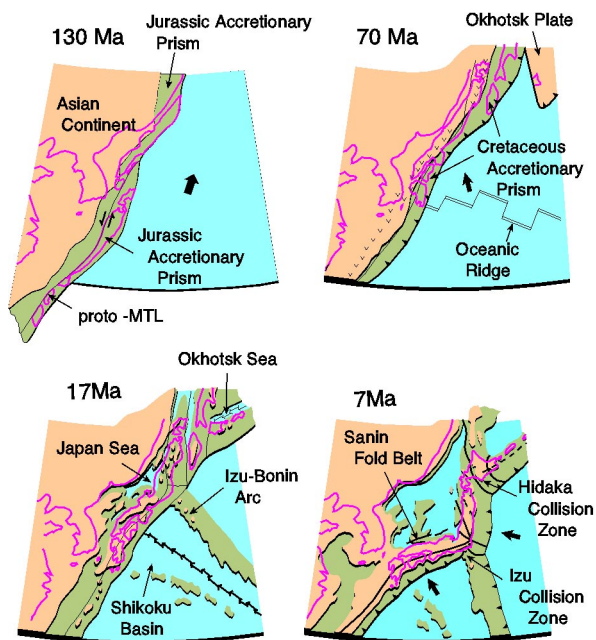 130 Ma
Jurassic Accretionary
Prism
Asian
Continent
Jurassic
Accretionary
Prism
proto -MTL
70 Ma
Okhotsk Plate
Cretaceous
Accretionary
Prism
Oceanic
Ridge
17Ma
Okhotsk Sea
Japan Sea
Izu-Bonin
Arc
Shikoku
Basin
7Ma
Sanin
Fold Belt
Hidaka
Collision
Zone
Izu
Collision
Zone